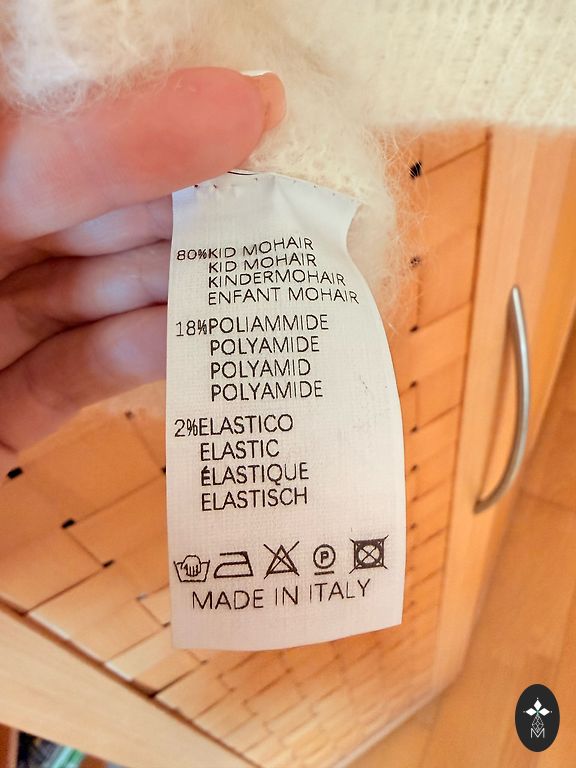 80%KID MOHAIR
KID MOHAIR
KINDERMOHAIR
ENFANT MOHAIR
18%POLIAMMIDE
POLYAMIDE
POLYAMID
POLYAMIDE
2%ELASTICO
ELASTIC
ÉLASTIQUE
ELASTISCH
P
MADE IN ITALY
M